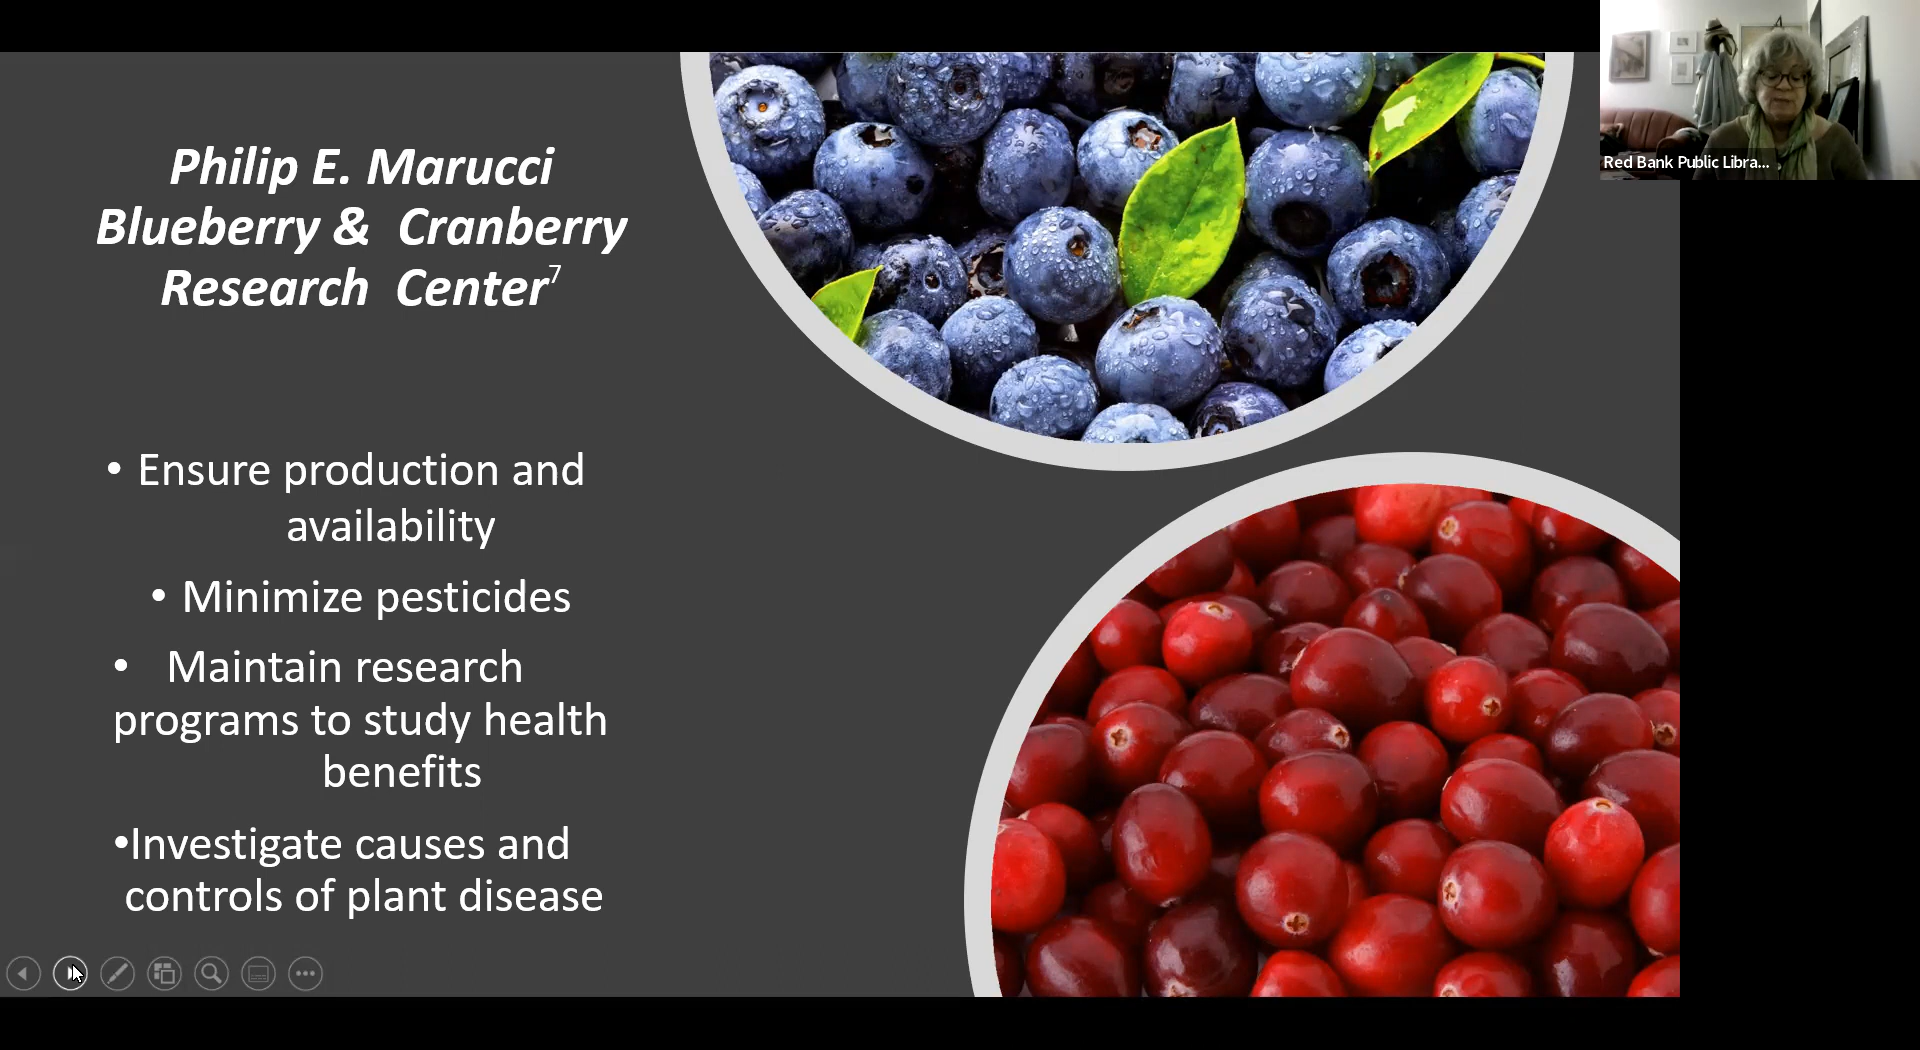 Philip E. Marucci
Blueberry & Cranberry
Research Center7
• Ensure production and
availability
• Minimize pesticides
• Maintain research
programs to study health
benefits
•Investigate causes and
controls of plant disease
Red Bank Public Libra...